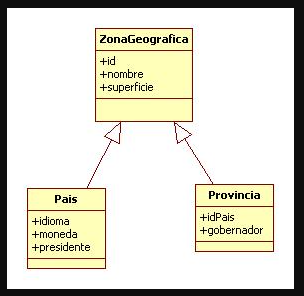 ZonaGeografica
+id
+nombre
+superficie
Pais
+idioma
+moneda
+presidente
Provincia
+idPais
+gobernador